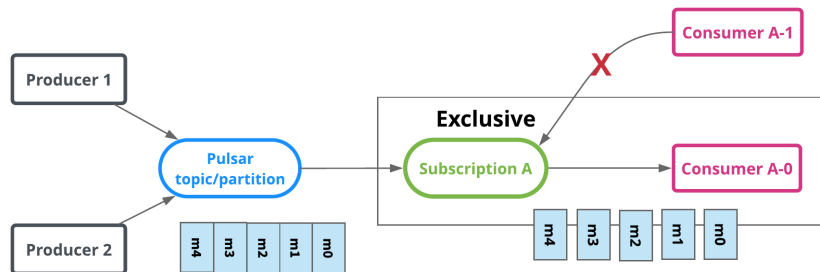 Consumer A-1
X
Producer 1
Exclusive
Pulsar
topic/partition
Subscription A
Consumer A-0
Producer 2
m4 m3 m2 m1 m0
m4 m3 m2 m1 m0